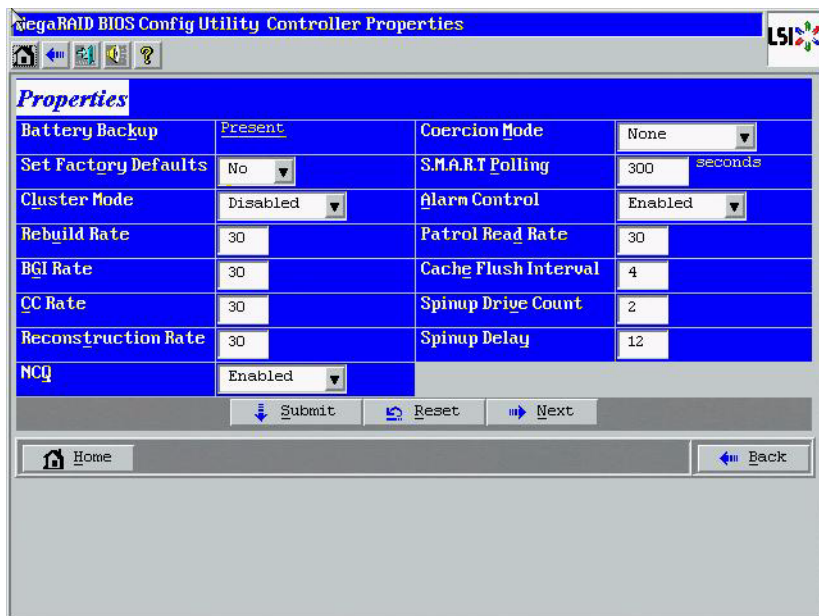 MegaRAID BIOS Config Utility Controller Properties
LSI
?
Properties
Battery Backup Present Coercion Mode None
Set Factory Defaults No S.M.A.R.T Polling 300 seconds
Cluster Mode Disabled Alarm Control Enabled
Rebuild Rate 30 Patrol Read Rate 30
BGI Rate 30 Cache Flush Interval 4
CC Rate 30 Spinup Drive Count 2
Reconstruction Rate 30 Spinup Delay 12
NCQ Enabled
Submit Reset Next
Home Back